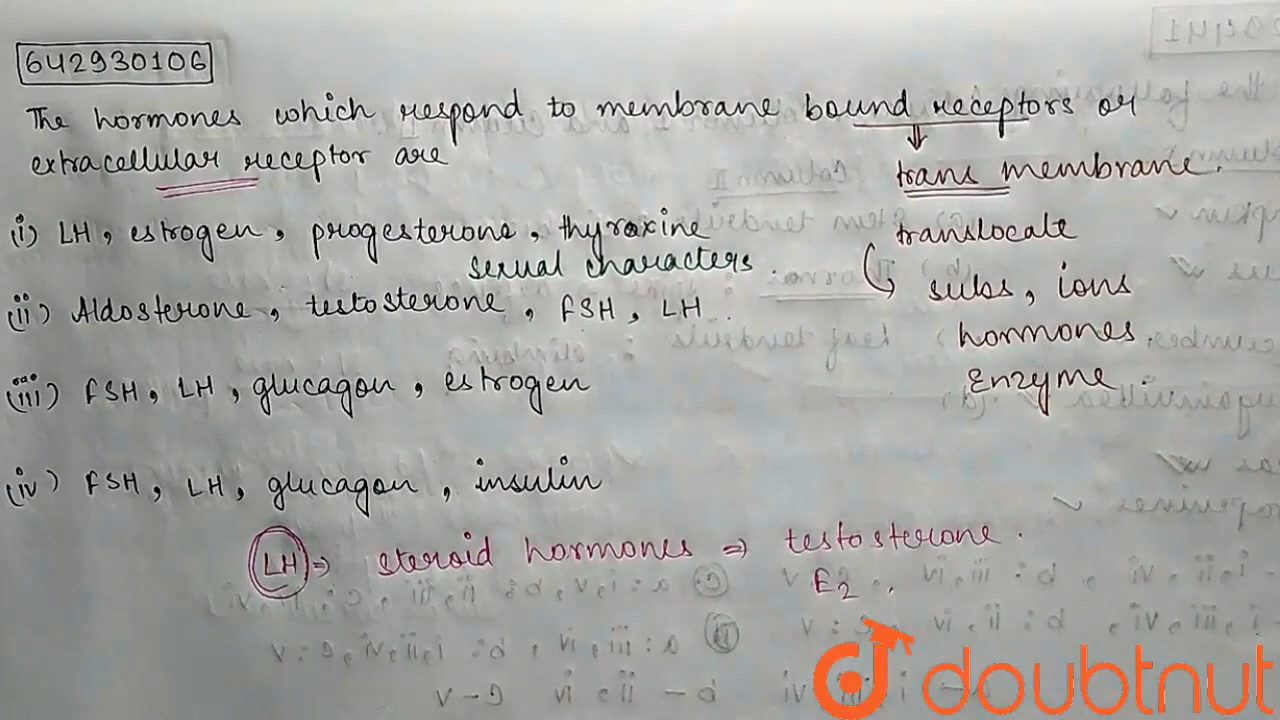 642930106
The hormones which respond to membrane bound receptors or
extracellular receptor are
trans membrane.
(i) LH, estrogen, progesterone, thyroxine
translocate
sexual characters.
subs, ions
(ii) Aldosterone, testosterone, FSH, LH.
hormones.
(iii) FSH, LH, glucagon, estrogen
Enzyme.
(iv) FSH, LH, glucagon, insulin
LH ⇒ steroid hormones ⇒ testosterone.
E2.
doubtnut